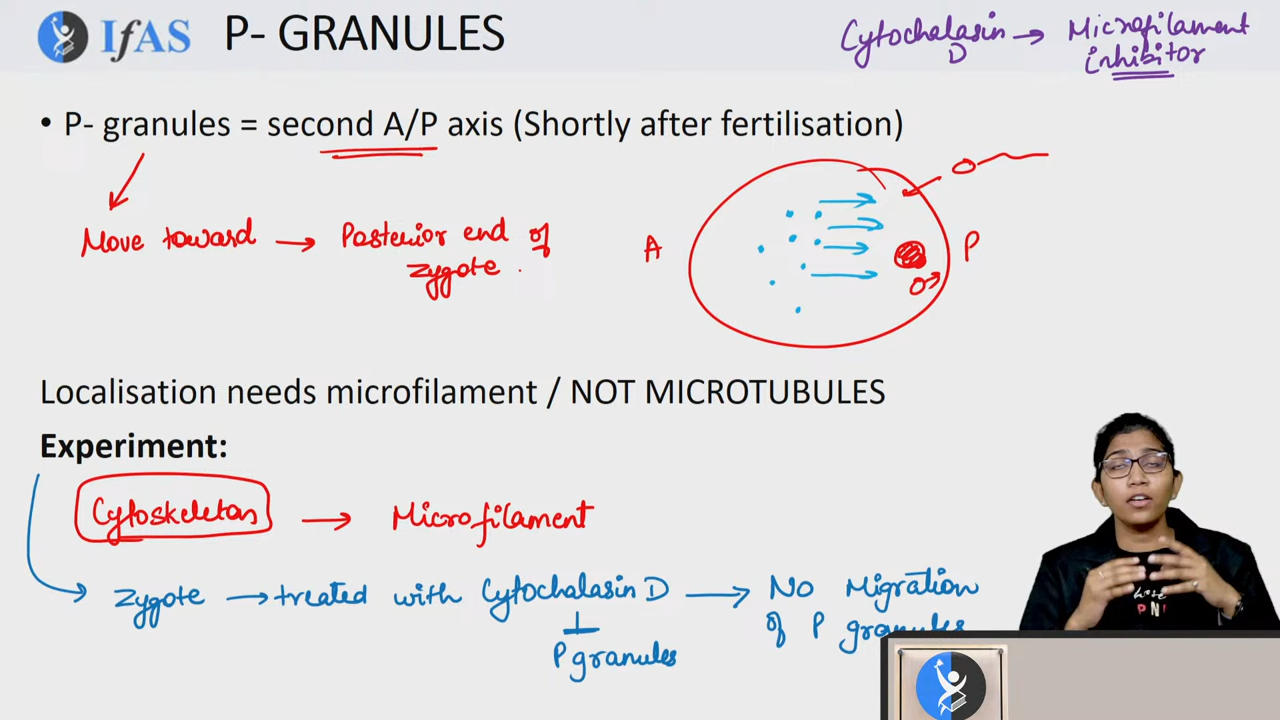 IfAS P- GRANULES
Cytochalasin D → Microfilament inhibitor
• P- granules = second A/P axis (Shortly after fertilisation)
Move toward → Posterior end of zygote
A
P
Localisation needs microfilament / NOT MICROTUBULES
Experiment:
Cytoskeleton → Microfilament
Zygote → treated with Cytochalasin D → No Migration
of P granules
P granules